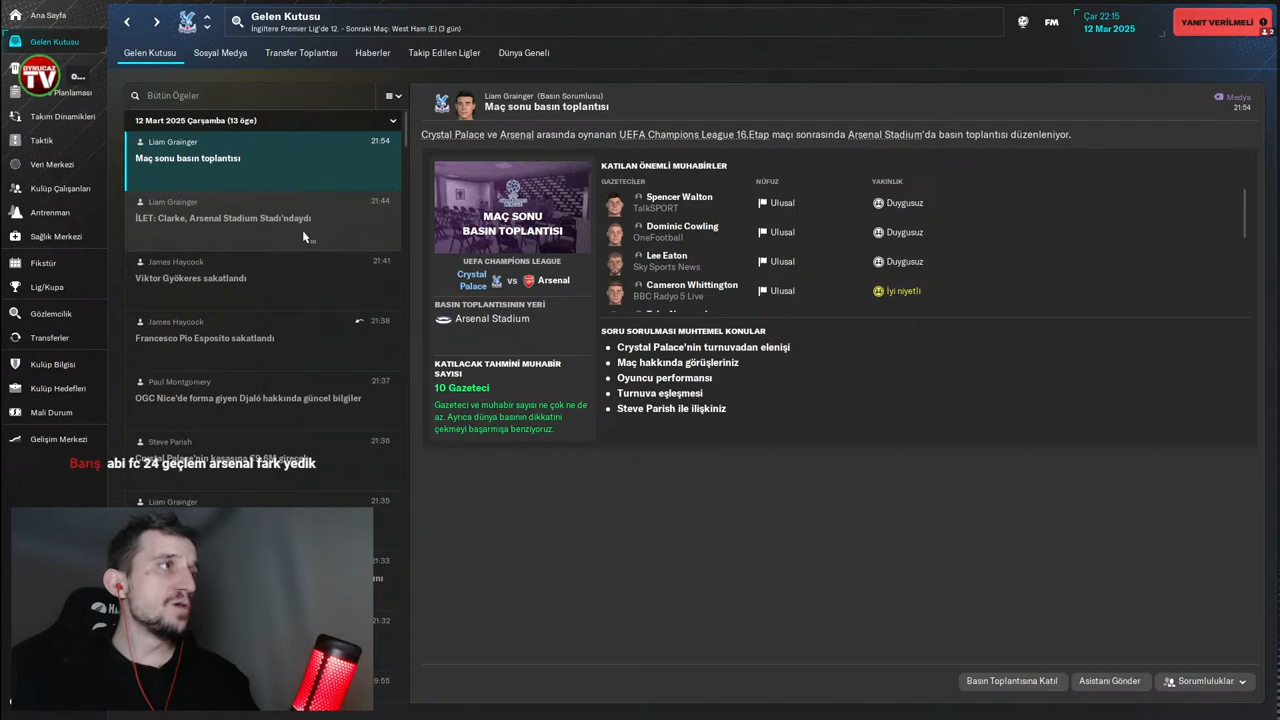 Ana Sayfa
Gelen Kutusu
Planlaması
Takım Dinamikleri
Taktik
Veri Merkezi
Kulüp Çalışanları
Antrenman
Sağlık Merkezi
Fikstür
Lig/Kupa
Gözlemcilik
Transferler
Kulüp Bilgisi
Kulüp Hedefleri
Mali Durum
Gelişim Merkezi
OYNUCAZ
TV
o...
Gelen Kutusu
İngiltere Premier Lig'de 12. - Sonraki Maç: West Ham (E) (3 gün)
FM
Çar 22:15
12 Mar 2025
YANIT VERİLMELİ
2
Gelen Kutusu
Sosyal Medya
Transfer Toplantısı
Haberler
Takip Edilen Ligler
Dünya Geneli
Bütün Ögeler
12 Mart 2025 Çarşamba (13 öge)
Liam Grainger
21:54
Maç sonu basın toplantısı
Liam Grainger
21:44
İLET: Clarke, Arsenal Stadium Stadı'ndaydı
James Haycock
21:41
Viktor Gyökeres sakatlandı
James Haycock
21:38
Francesco Pio Esposito sakatlandı
Paul Montgomery
21:37
OGC Nice'de forma giyen Djaló hakkında güncel bilgiler
Steve Parish
21:36
Barış abi fc 24 geçlem arsenal fark yedik
Liam Grainger
21:35
21:33
21:32
Liam Grainger (Basın Sorumlusu)
Maç sonu basın toplantısı
Medya
21:54
Crystal Palace ve Arsenal arasında oynanan UEFA Champions League 16.Etap maçı sonrasında Arsenal Stadium'da basın toplantısı düzenleniyor.
MAÇ SONU
BASIN TOPLANTISI
UEFA CHAMPIONS LEAGUE
Crystal Palace vs Arsenal
BASIN TOPLANTISININ YERİ
Arsenal Stadium
KATILACAK TAHMİNİ MUHABİR
SAYISI
10 Gazeteci
Gazeteci ve muhabir sayısı ne çok ne de
az. Ayrıca dünya basının dikkatini
çekmeyi başarmışa benziyoruz.
KATILAN ÖNEMLİ MUHABİRLER
GAZETECİLER
NÜFUZ
YAKINLIK
Spencer Walton
TalkSPORT
Ulusal
Duygusuz
Dominic Cowling
OneFootball
Ulusal
Duygusuz
Lee Eaton
Sky Sports News
Ulusal
Duygusuz
Cameron Whittington
BBC Radyo 5 Live
Ulusal
İyi niyetli
SORU SORULMASI MUHTEMEL KONULAR
Crystal Palace'nin turnuvadan elenişi
Maç hakkında görüşleriniz
Oyuncu performansı
Turnuva eşleşmesi
Steve Parish ile ilişkiniz
Basın Toplantısına Katıl
Asistanı Gönder
Sorumluluklar